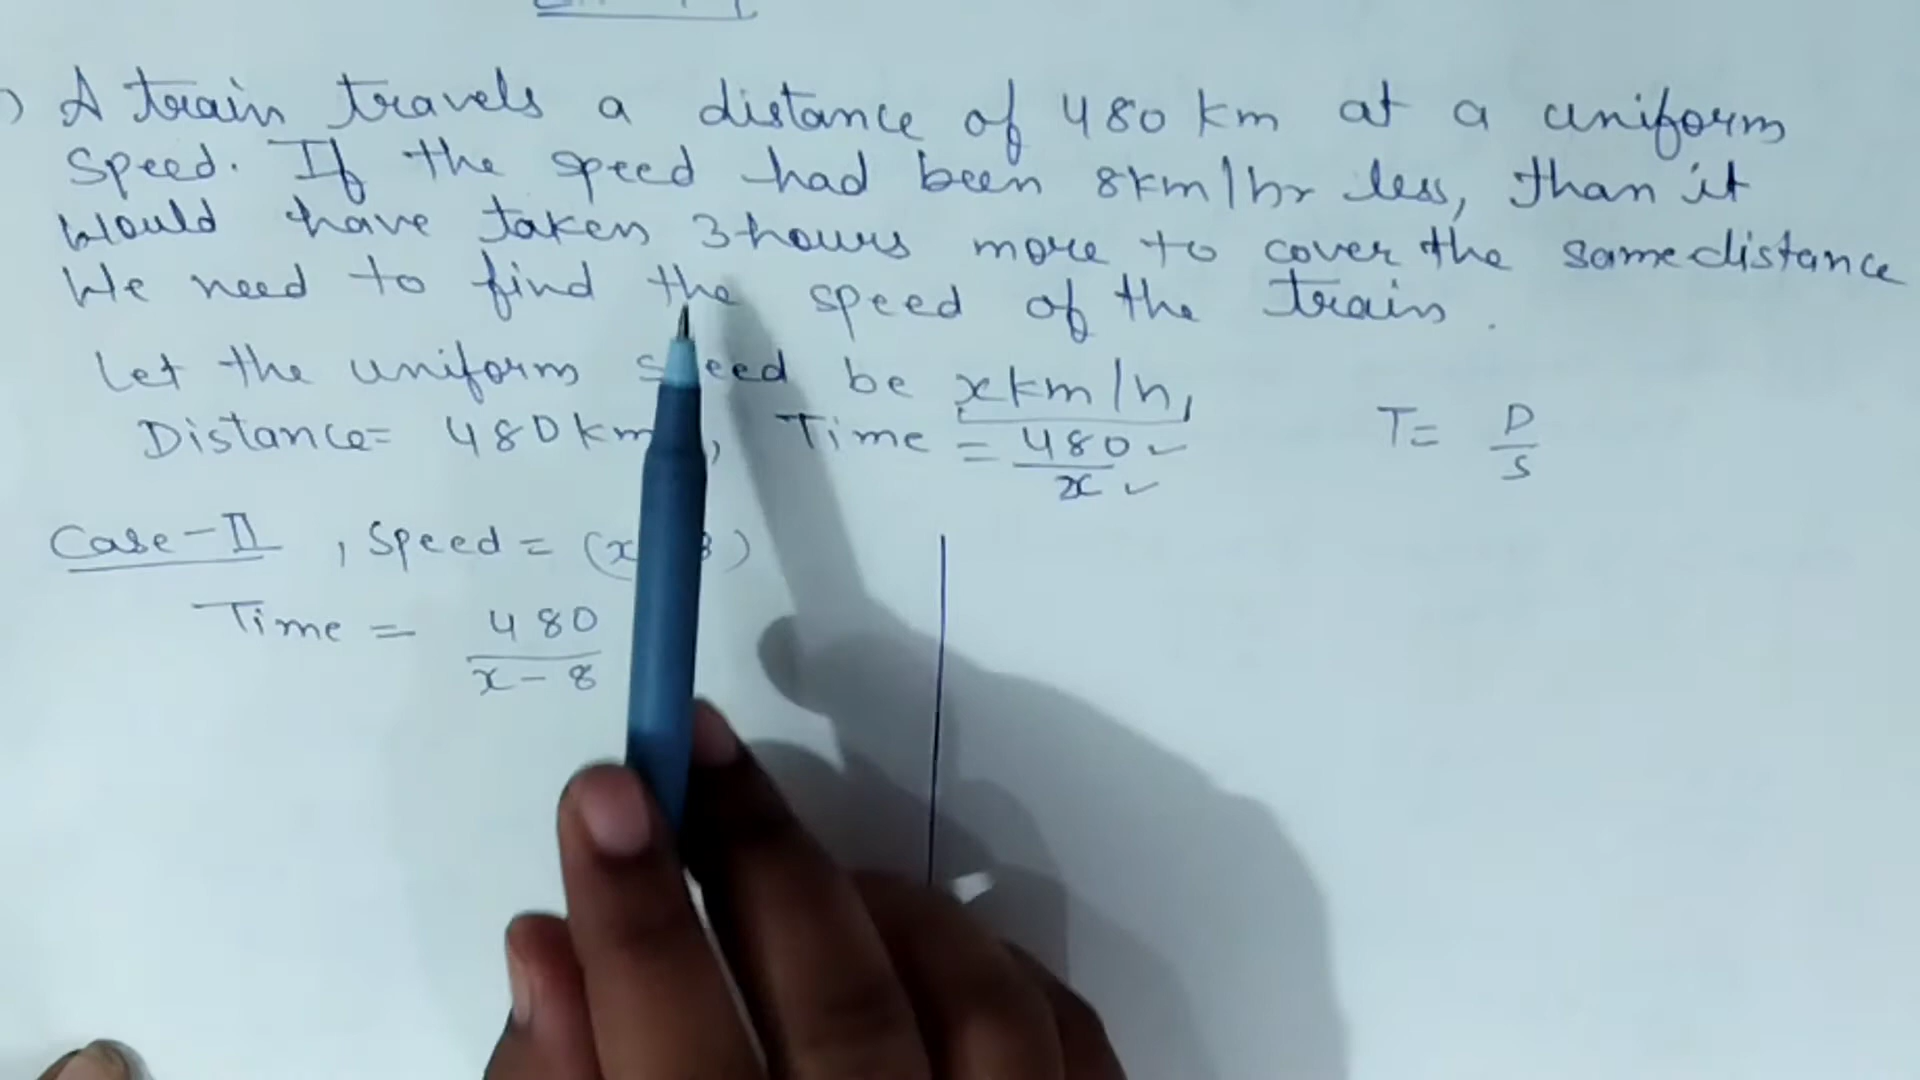 ) A train travels a distance of 480 km at a uniform
speed. If the speed had been 8km/hr less, than it
would have taken 3 hours more to cover the same distance
We need to find the speed of the train.
Let the uniform speed be x km/h,
Distance = 480 km, Time = 480/x T = D/S
Case-II, Speed = (x 8)
Time = 480/x-8